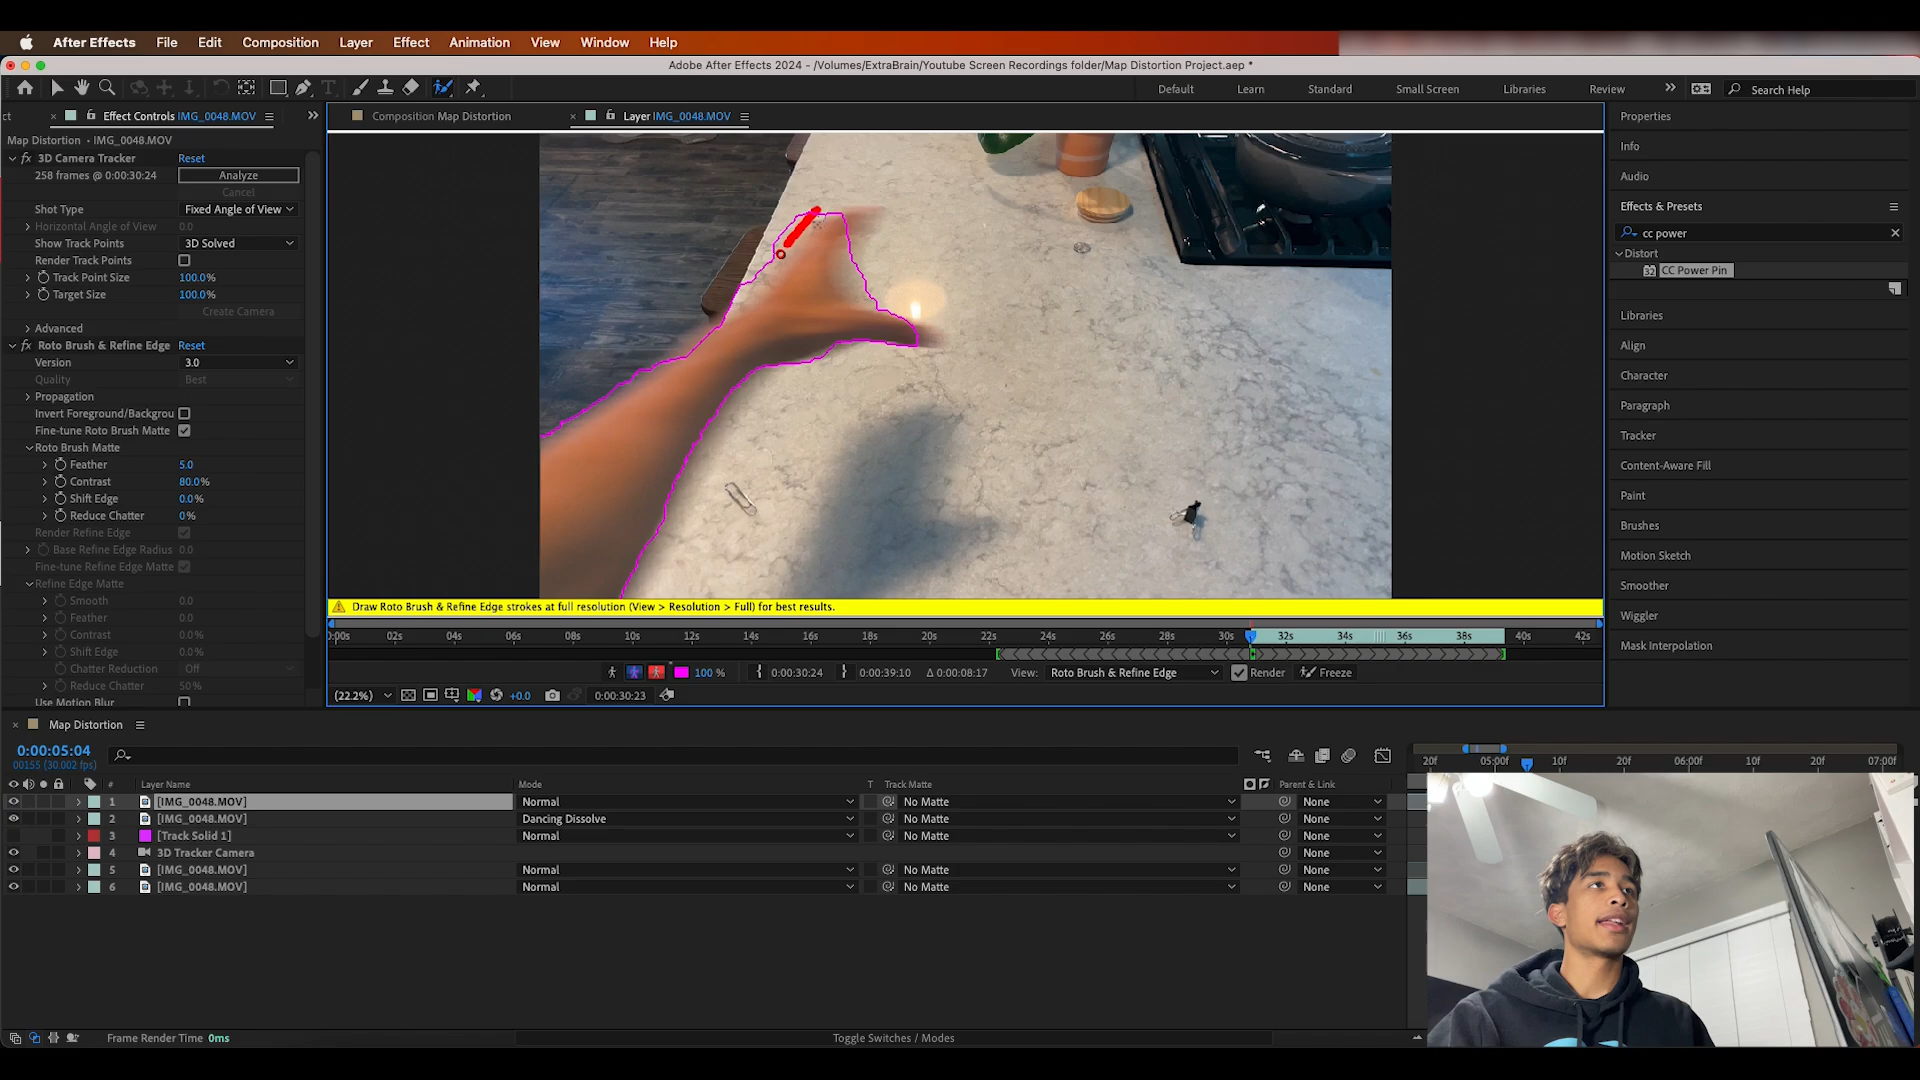 After Effects File Edit Composition Layer Effect Animation View Window Help
Adobe After Effects 2024 - /Volumes/ExtraBrain/Youtube Screen Recordings folder/Map Distortion Project.aep *
Default Learn Standard Small Screen Libraries Review Search Help
ct Effect Controls IMG_0048.MOV
Composition Map Distortion Layer IMG_0048.MOV
Map Distortion • IMG_0048.MOV
fx 3D Camera Tracker Reset
258 frames @ 0:00:30:24 Analyze
Cancel
Shot Type Fixed Angle of View
Horizontal Angle of View 0.0
Show Track Points 3D Solved
Render Track Points
Track Point Size 100.0%
Target Size 100.0%
Create Camera
Advanced
fx Roto Brush & Refine Edge Reset
Version 3.0
Quality Best
Propagation
Invert Foreground/Backgrou
Fine-tune Roto Brush Matte
Roto Brush Matte
Feather 5.0
Contrast 80.0%
Shift Edge 0.0%
Reduce Chatter 0%
Render Refine Edge
Base Refine Edge Radius 0.0
Fine-tune Refine Edge Matte
Refine Edge Matte
Smooth 0.0
Feather 0.0
Contrast 0.0%
Shift Edge 0.0%
Chatter Reduction Off
Reduce Chatter 50%
Use Motion Blur
Draw Roto Brush & Refine Edge strokes at full resolution (View > Resolution > Full) for best results.
0:00s 02s 04s 06s 08s 10s 12s 14s 16s 18s 20s 22s 24s 26s 28s 30s 32s 34s 36s 38s 40s 42s
100 % 0:00:30:24 0:00:39:10 Δ 0:00:08:17 View: Roto Brush & Refine Edge Render Freeze
(22.2%) +0.0 0:00:30:23
Properties
Info
Audio
Effects & Presets
cc power
Distort
32 CC Power Pin
Libraries
Align
Character
Paragraph
Tracker
Content-Aware Fill
Paint
Brushes
Motion Sketch
Smoother
Wiggler
Mask Interpolation
Map Distortion
0:00:05:04
00155 (30.002 fps)
20f 05:00f 10f 20f 06:00f 10f 20f 07:00f
# Layer Name Mode T Track Matte Parent & Link
1 [IMG_0048.MOV] Normal No Matte None
2 [IMG_0048.MOV] Dancing Dissolve No Matte None
3 [Track Solid 1] Normal No Matte None
4 3D Tracker Camera None
5 [IMG_0048.MOV] Normal No Matte None
6 [IMG_0048.MOV] Normal No Matte None
Frame Render Time 0ms Toggle Switches / Modes